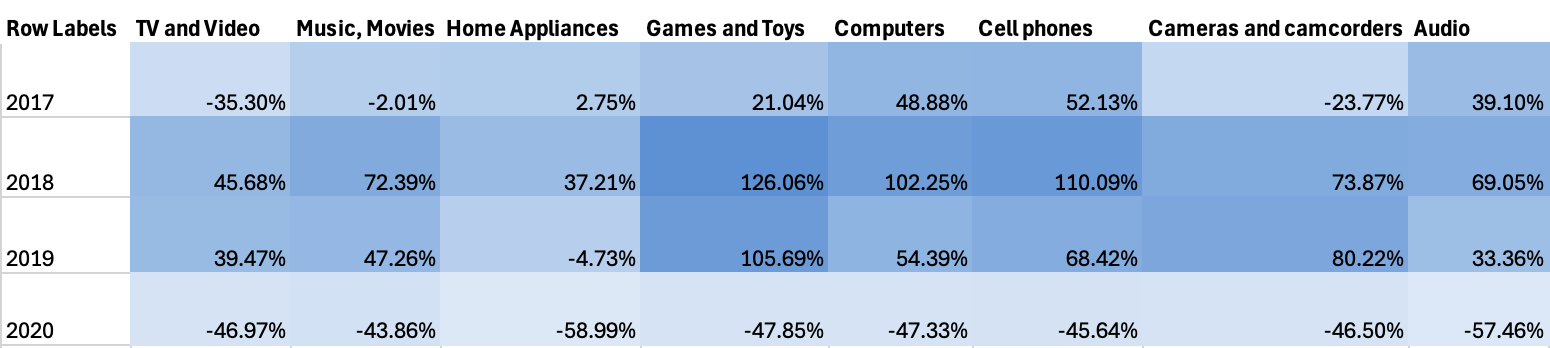 Row Labels TV and Video Music, Movies Home Appliances Games and Toys Computers Cell phones Cameras and camcorders Audio
2017 -35.30% -2.01% 2.75% 21.04% 48.88% 52.13% -23.77% 39.10%
2018 45.68% 72.39% 37.21% 126.06% 102.25% 110.09% 73.87% 69.05%
2019 39.47% 47.26% -4.73% 105.69% 54.39% 68.42% 80.22% 33.36%
2020 -46.97% -43.86% -58.99% -47.85% -47.33% -45.64% -46.50% -57.46%